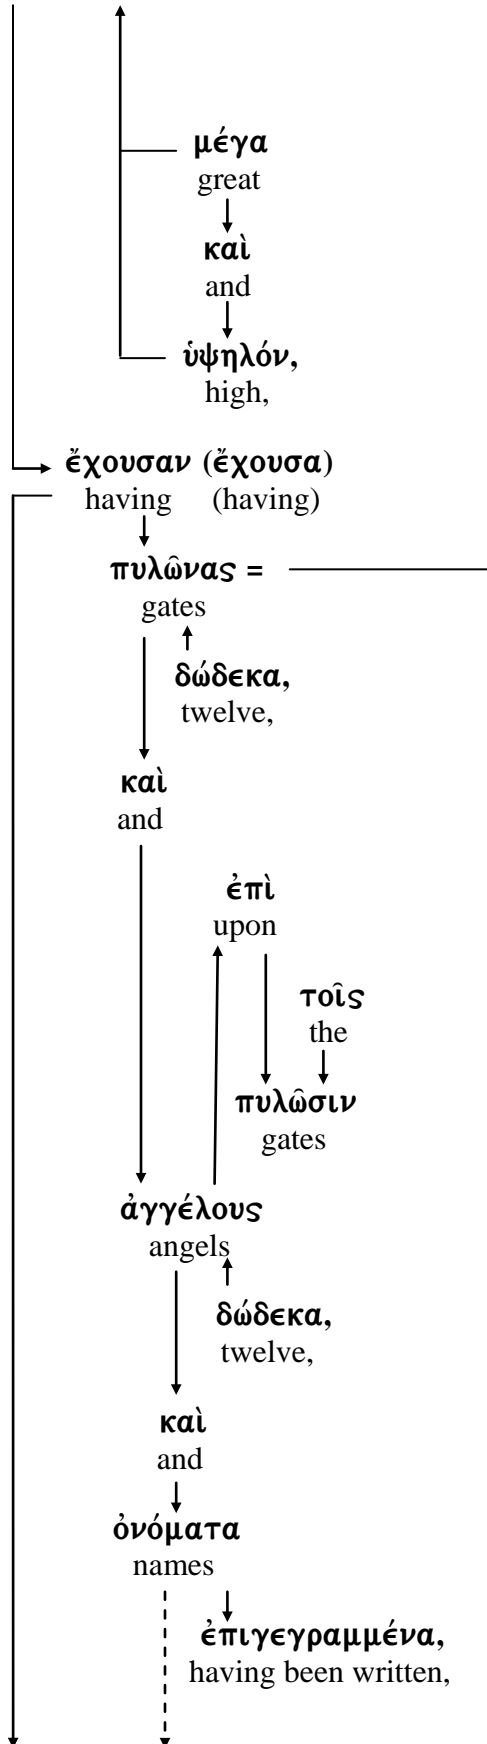 μέγα
great
καὶ
and
ὑψηλόν,
high,
ἔχουσαν (ἔχουσα)
having (having)
πυλῶνας =
gates
δώδεκα,
twelve,
καὶ
and
ἐπὶ
upon
τοῖς
the
πυλῶσιν
gates
ἀγγέλους
angels
δώδεκα,
twelve,
καὶ
and
ὀνόματα
names
ἐπιγεγραμμένα,
having been written,